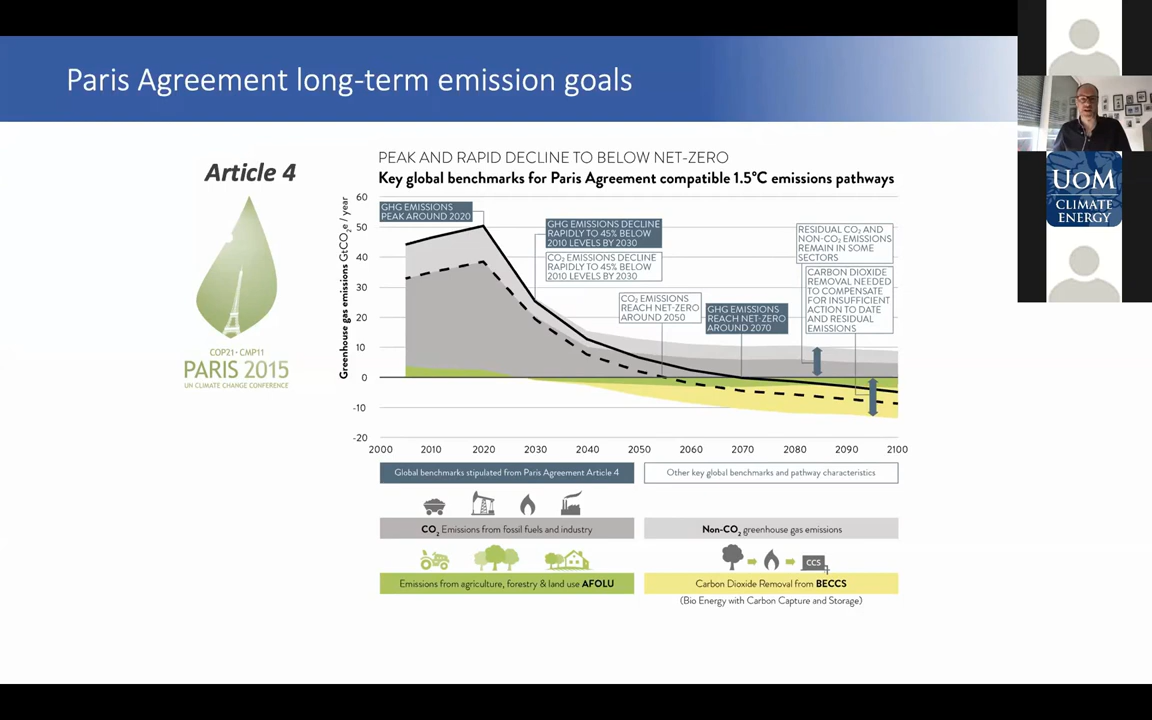 Paris Agreement long-term emission goals
UoM
CLIMATE
ENERGY
Article 4
COP21·CMP11
PARIS 2015
UN CLIMATE CHANGE CONFERENCE
PEAK AND RAPID DECLINE TO BELOW NET-ZERO
Key global benchmarks for Paris Agreement compatible 1.5°C emissions pathways
Greenhouse gas emissions GtCO₂e / year
60
50
40
30
20
10
0
-10
-20
GHG EMISSIONS
PEAK AROUND 2020
GHG EMISSIONS DECLINE
RAPIDLY TO 45% BELOW
2010 LEVELS BY 2030
CO₂ EMISSIONS DECLINE
RAPIDLY TO 45% BELOW
2010 LEVELS BY 2030
CO₂ EMISSIONS
REACH NET-ZERO
AROUND 2050
GHG EMISSIONS
REACH NET-ZERO
AROUND 2070
RESIDUAL CO₂ AND
NON-CO₂ EMISSIONS
REMAIN IN SOME
SECTORS
CARBON DIOXIDE
REMOVAL NEEDED
TO COMPENSATE
FOR INSUFFICIENT
ACTION TO DATE
AND RESIDUAL
EMISSIONS
2000 2010 2020 2030 2040 2050 2060 2070 2080 2090 2100
Global benchmarks stipulated from Paris Agreement Article 4
Other key global benchmarks and pathway characteristics
CO₂ Emissions from fossil fuels and industry
Non-CO₂ greenhouse gas emissions
CCS
Emissions from agriculture, forestry & land use AFOLU
Carbon Dioxide Removal from BECCS
(Bio Energy with Carbon Capture and Storage)